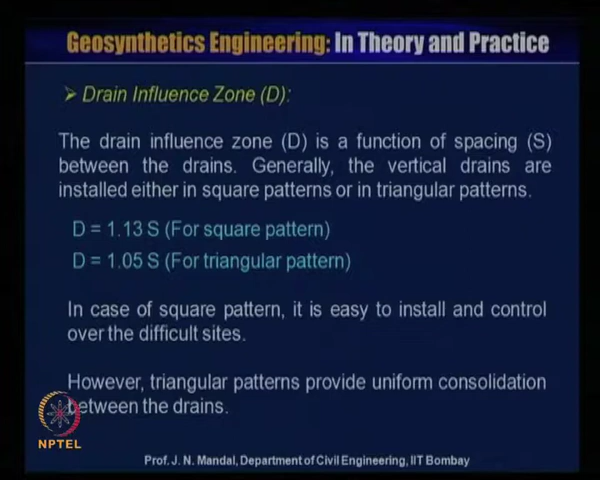 Geosynthetics Engineering: In Theory and Practice
➢ Drain Influence Zone (D):
The drain influence zone (D) is a function of spacing (S)
between the drains. Generally, the vertical drains are
installed either in square patterns or in triangular patterns.
D = 1.13 S (For square pattern)
D = 1.05 S (For triangular pattern)
In case of square pattern, it is easy to install and control
over the difficult sites.
However, triangular patterns provide uniform consolidation
between the drains.
NPTEL
Prof. J. N. Mandal, Department of Civil Engineering, IIT Bombay